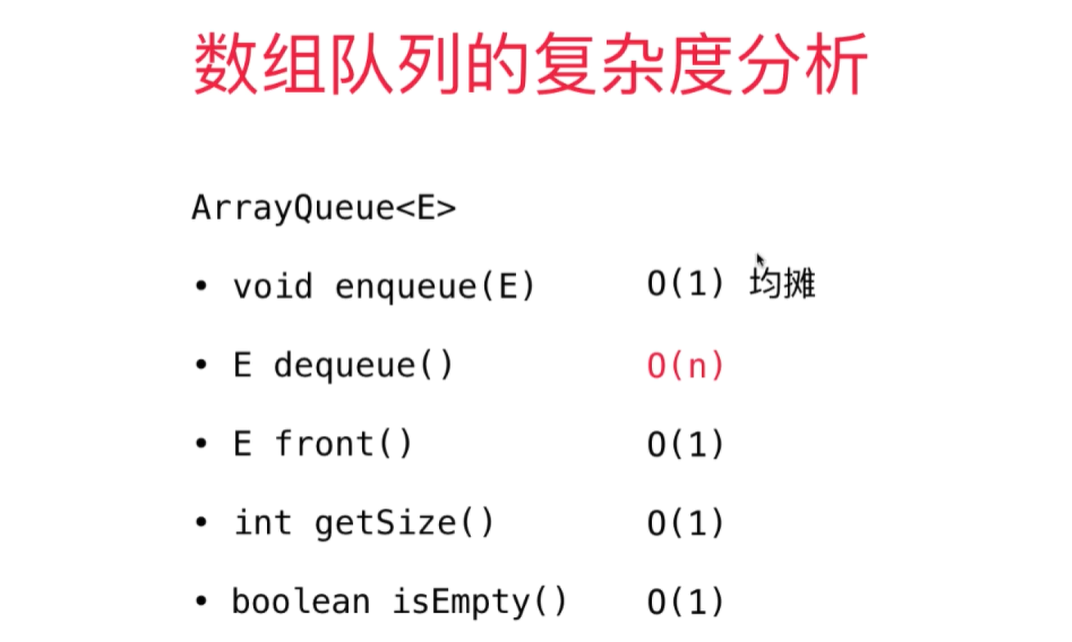 数组队列的复杂度分析
ArrayQueue<E>
• void enqueue(E) O(1) 均摊
• E dequeue() O(n)
• E front() O(1)
• int getSize() O(1)
• boolean isEmpty() O(1)